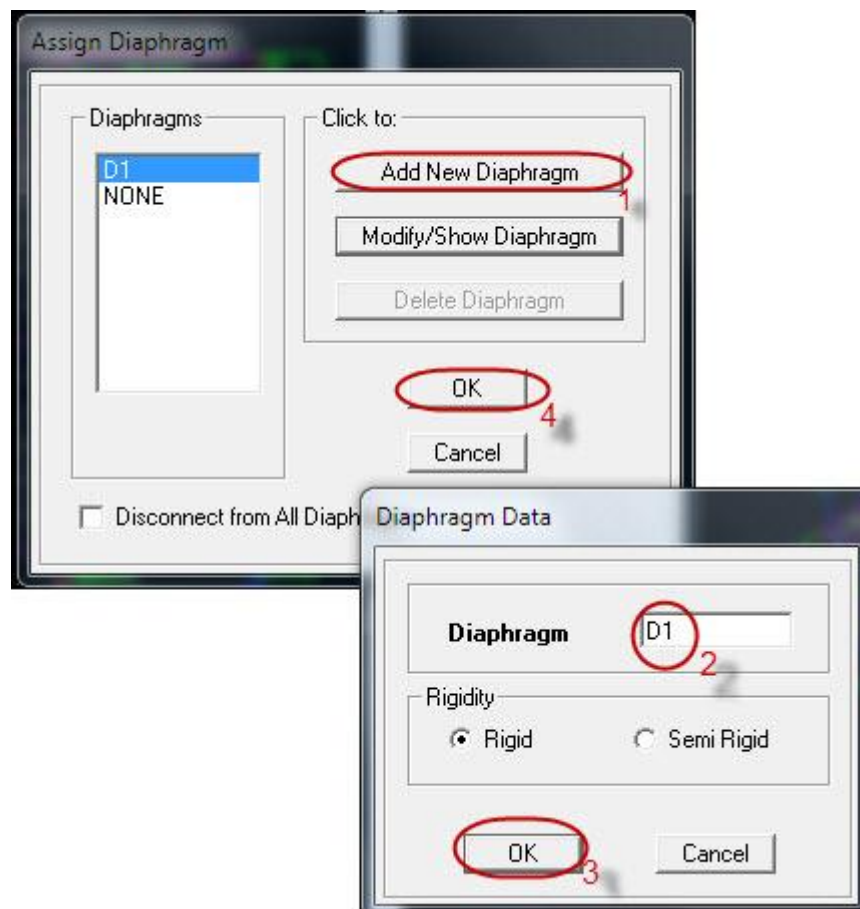 Assign Diaphragm
Diaphragms
Click to:
D1
NONE
Add New Diaphragm
1.
Modify/Show Diaphragm
Delete Diaphragm
OK
4
Cancel
Disconnect from All Diaph
Diaphragm Data
Diaphragm
D1
2
Rigidity
Rigid
Semi Rigid
OK
3
Cancel